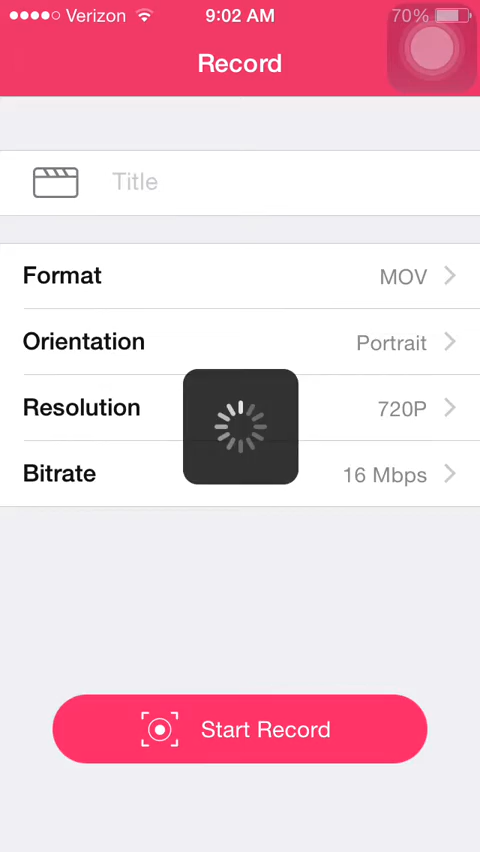 Verizon 9:02 AM 70%
Record
Title
Format MOV
Orientation Portrait
Resolution 720P
Bitrate 16 Mbps
Start Record